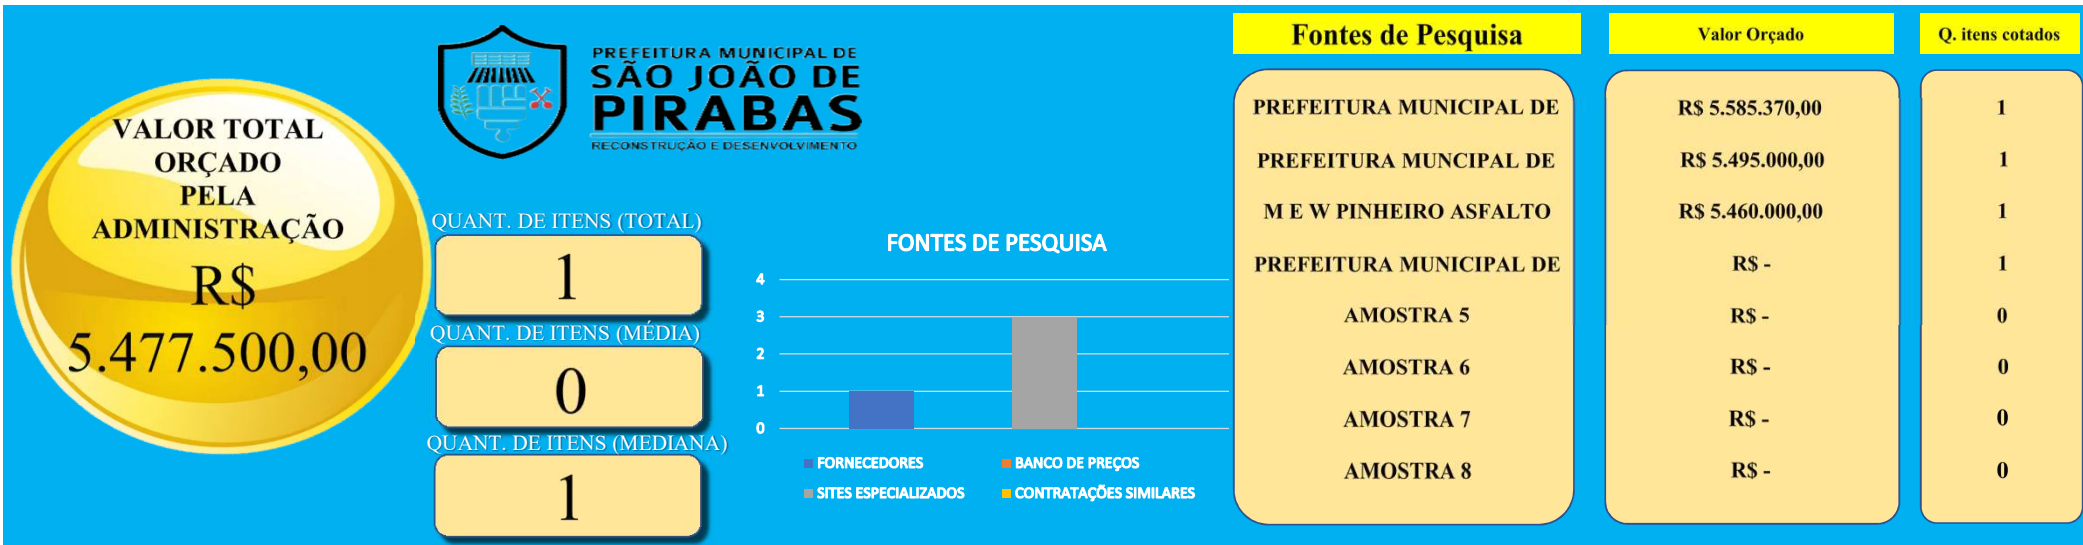 VALOR TOTAL
ORÇADO
PELA
ADMINISTRAÇÃO
R$
5.477.500,00
PREFEITURA MUNICIPAL DE
SÃO JOÃO DE
PIRABAS
RECONSTRUÇÃO E DESENVOLVIMENTO
QUANT. DE ITENS (TOTAL)
1
QUANT. DE ITENS (MÉDIA)
0
QUANT. DE ITENS (MEDIANA)
1
FONTES DE PESQUISA
4
3
2
1
0
FORNECEDORES BANCO DE PREÇOS
SITES ESPECIALIZADOS CONTRATAÇÕES SIMILARES
Fontes de Pesquisa Valor Orçado Q. itens cotados
PREFEITURA MUNICIPAL DE R$ 5.585.370,00 1
PREFEITURA MUNCIPAL DE R$ 5.495.000,00 1
M E W PINHEIRO ASFALTO R$ 5.460.000,00 1
PREFEITURA MUNICIPAL DE R$ - 1
AMOSTRA 5 R$ - 0
AMOSTRA 6 R$ - 0
AMOSTRA 7 R$ - 0
AMOSTRA 8 R$ - 0